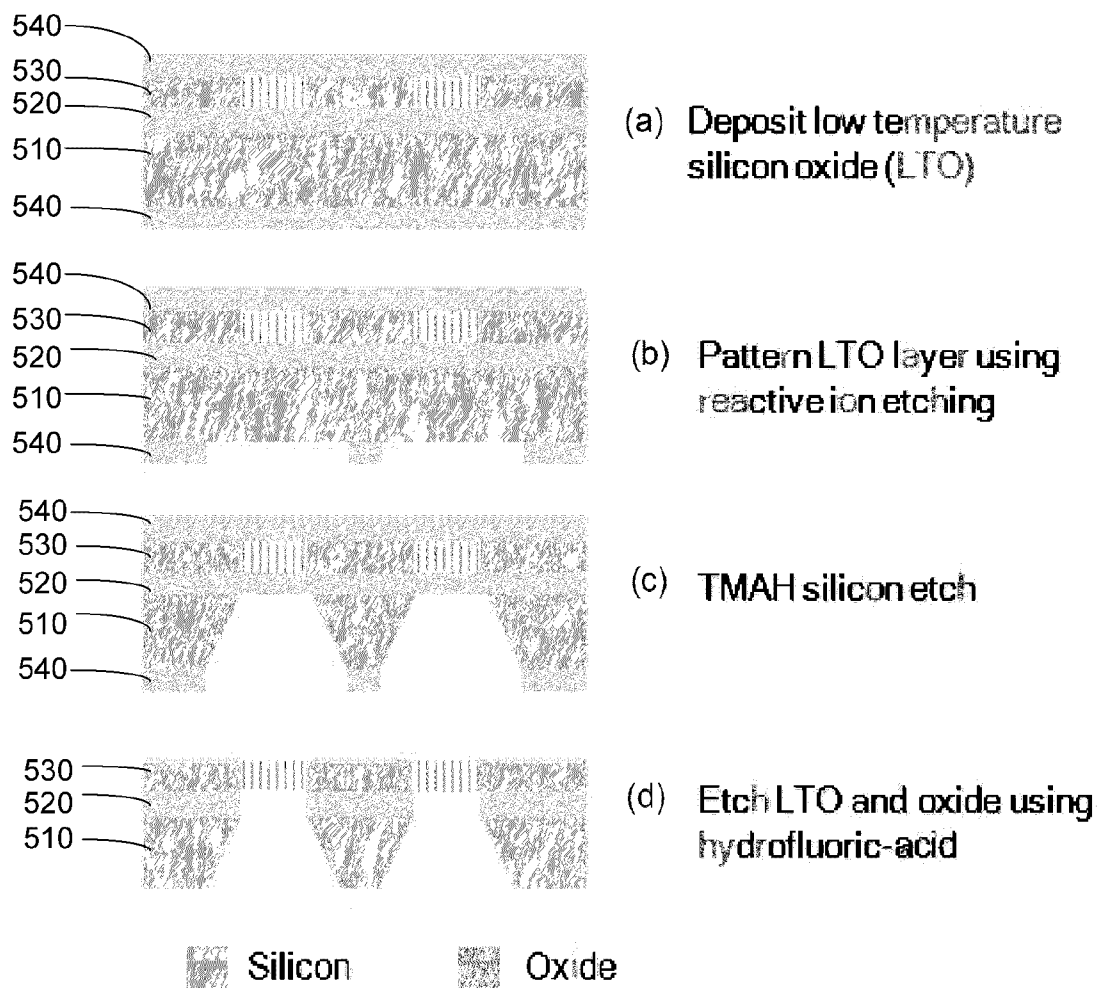 540
530
520
510
540
(a) Deposit low temperature
silicon oxide (LTO)
540
530
520
510
540
(b) Pattern LTO layer using
reactive ion etching
540
530
520
510
540
(c) TMAH silicon etch
530
520
510
(d) Etch LTO and oxide using
hydrofluoric-acid
Silicon
Oxide